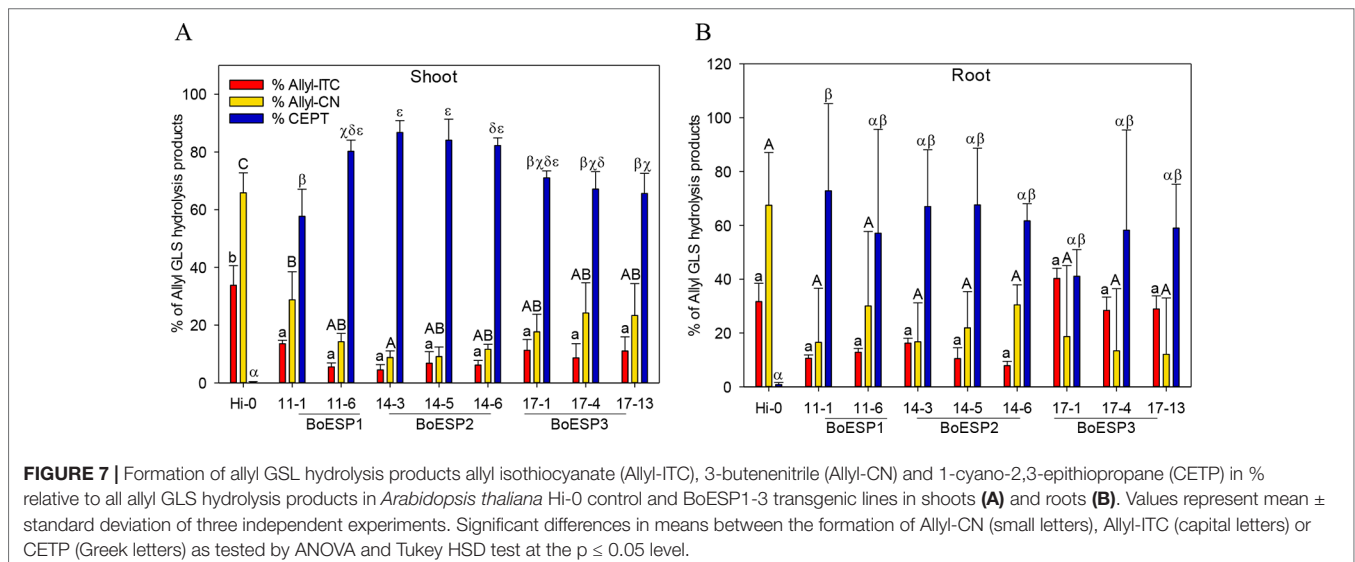 A
B
Shoot
% Allyl-ITC
% Allyl-CN
% CEPT
% of Allyl GLS hydrolysis products
100
80
60
40
20
0
b
C
α
a
B
β
a
AB
χδε
a
A
ε
a
AB
ε
a
AB
δε
a
AB
βχδε
a
AB
βχδ
a
AB
βχ
Hi-0 11-1 11-6 14-3 14-5 14-6 17-1 17-4 17-13
BoESP1 BoESP2 BoESP3
Root
% of Allyl GLS hydrolysis products
120
100
80
60
40
20
0
a
A
α
a
A
β
a
A
αβ
a
A
αβ
a
A
αβ
a
A
αβ
a
A
αβ
a
A
αβ
a
A
αβ
Hi-0 11-1 11-6 14-3 14-5 14-6 17-1 17-4 17-13
BoESP1 BoESP2 BoESP3
FIGURE 7 | Formation of allyl GSL hydrolysis products allyl isothiocyanate (Allyl-ITC), 3-butenenitrile (Allyl-CN) and 1-cyano-2,3-epithiopropane (CETP) in %
relative to all allyl GLS hydrolysis products in Arabidopsis thaliana Hi-0 control and BoESP1-3 transgenic lines in shoots (A) and roots (B). Values represent mean ±
standard deviation of three independent experiments. Significant differences in means between the formation of Allyl-CN (small letters), Allyl-ITC (capital letters) or
CETP (Greek letters) as tested by ANOVA and Tukey HSD test at the p ≤ 0.05 level.